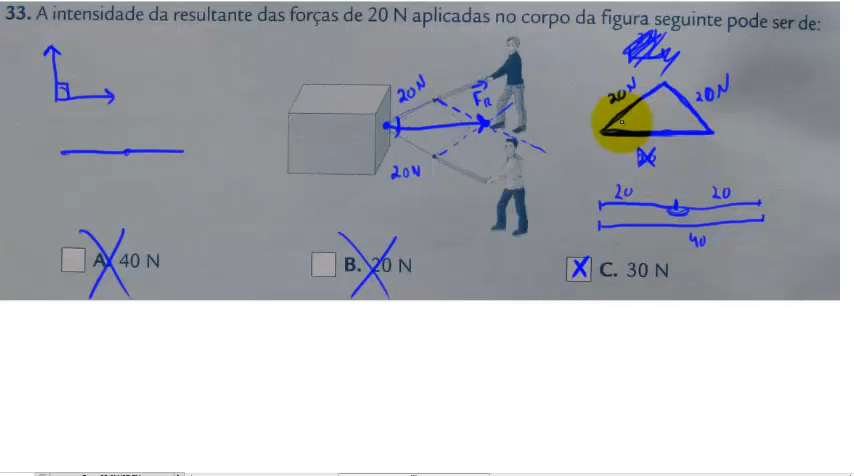 33. A intensidade da resultante das forças de 20 N aplicadas no corpo da figura seguinte pode ser de:
20N
F_R
20N
20N
20N
20
20
40
A. 40 N
B. 20 N
X C. 30 N